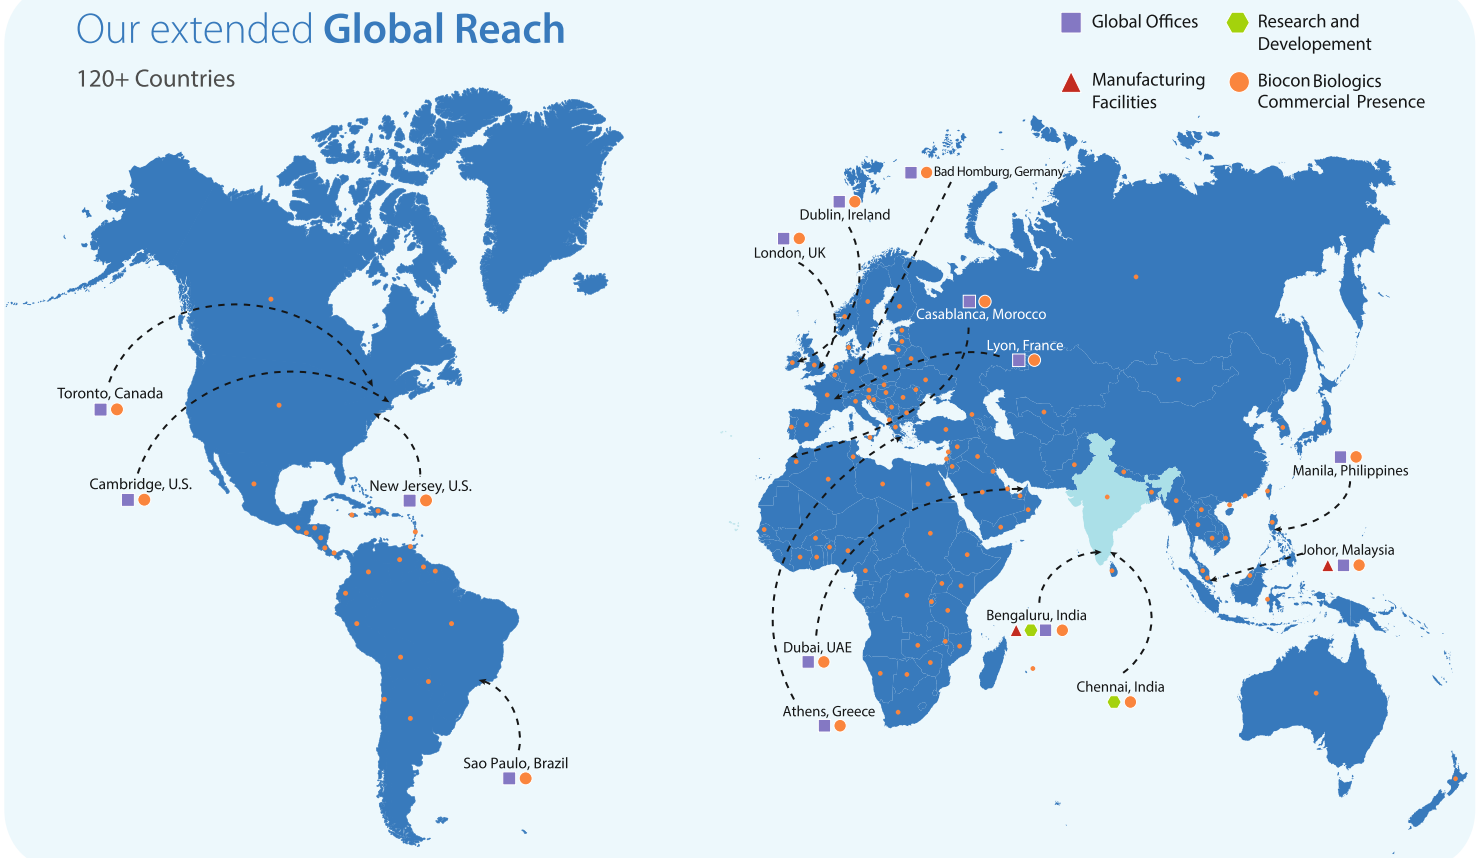 Our extended Global Reach
120+ Countries
Global Offices
Research and
Developement
Manufacturing
Facilities
Biocon Biologics
Commercial Presence
Bad Homburg, Germany
Dublin, Ireland
London, UK
Casablanca, Morocco
Lyon, France
Toronto, Canada
Cambridge, U.S.
New Jersey, U.S.
Manila, Philippines
Johor, Malaysia
Bengaluru, India
Dubai, UAE
Chennai, India
Athens, Greece
Sao Paulo, Brazil